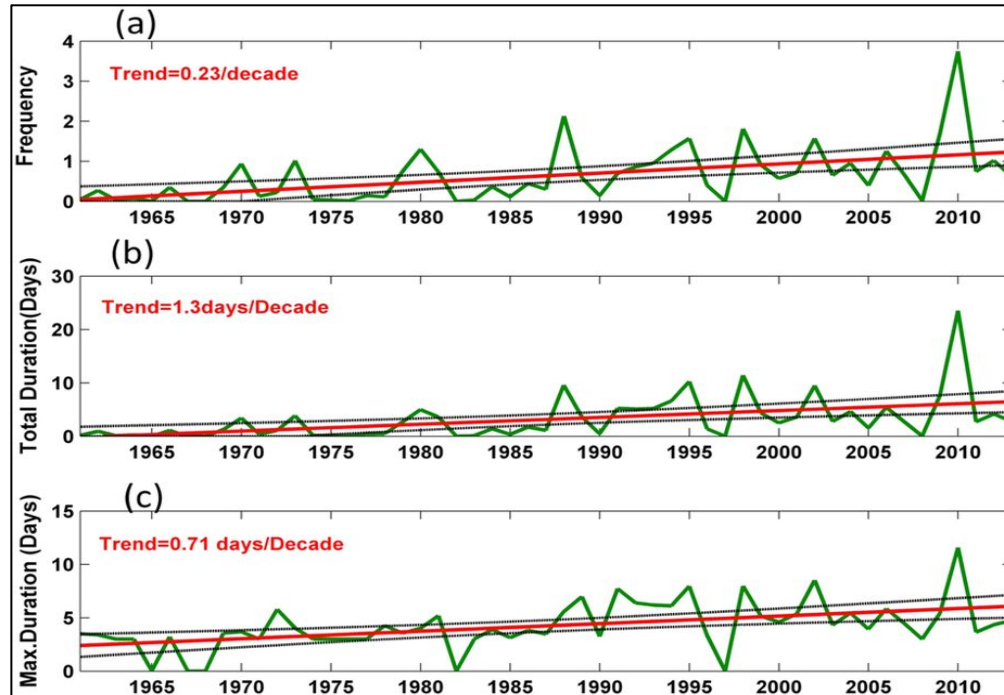 (a)
Frequency
4
3
2
1
0
Trend=0.23/decade
1965 1970 1975 1980 1985 1990 1995 2000 2005 2010
(b)
Total Duration(Days)
30
20
10
0
Trend=1.3days/Decade
1965 1970 1975 1980 1985 1990 1995 2000 2005 2010
(c)
Max.Duration (Days)
15
10
5
0
Trend=0.71 days/Decade
1965 1970 1975 1980 1985 1990 1995 2000 2005 2010